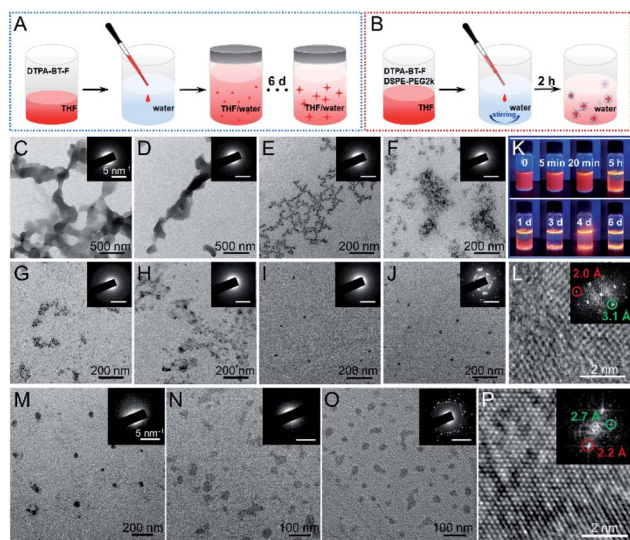 A
DTPA-BT-F
THF
water
THF/water
6 d
THF/water
B
DTPA-BT-F
DSPE-PEG2k
THF
water
stirring
2 h
water
C
5 nm⁻¹
500 nm
D
500 nm
E
200 nm
F
200 nm
K
0
5 min
20 min
5 h
1 d
3 d
4 d
6 d
G
200 nm
H
200 nm
I
200 nm
J
200 nm
L
2.0 Å
3.1 Å
2 nm
M
5 nm⁻¹
200 nm
N
100 nm
O
100 nm
P
2.7 Å
2.2 Å
2 nm